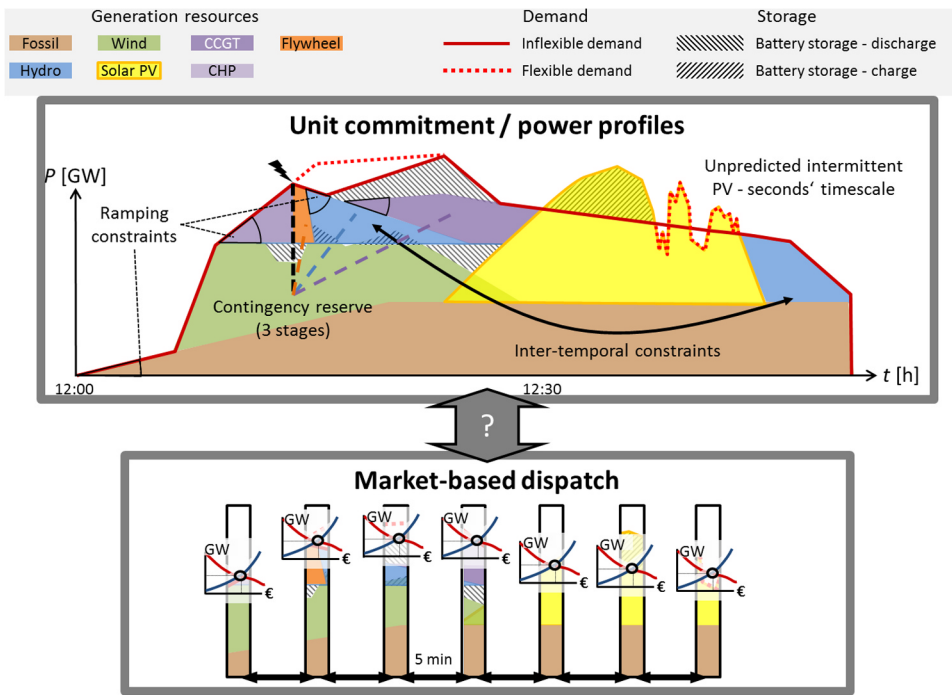 Generation resources
Demand
Storage
Fossil
Wind
CCGT
Flywheel
Inflexible demand
Battery storage - discharge
Hydro
Solar PV
CHP
Flexible demand
Battery storage - charge
Unit commitment / power profiles
P [GW]
Unpredicted intermittent
PV - seconds‘ timescale
Ramping
constraints
Contingency reserve
(3 stages)
Inter-temporal constraints
t [h]
12:00
12:30
?
Market-based dispatch
GW
€
GW
€
GW
€
GW
€
GW
€
GW
€
GW
€
5 min